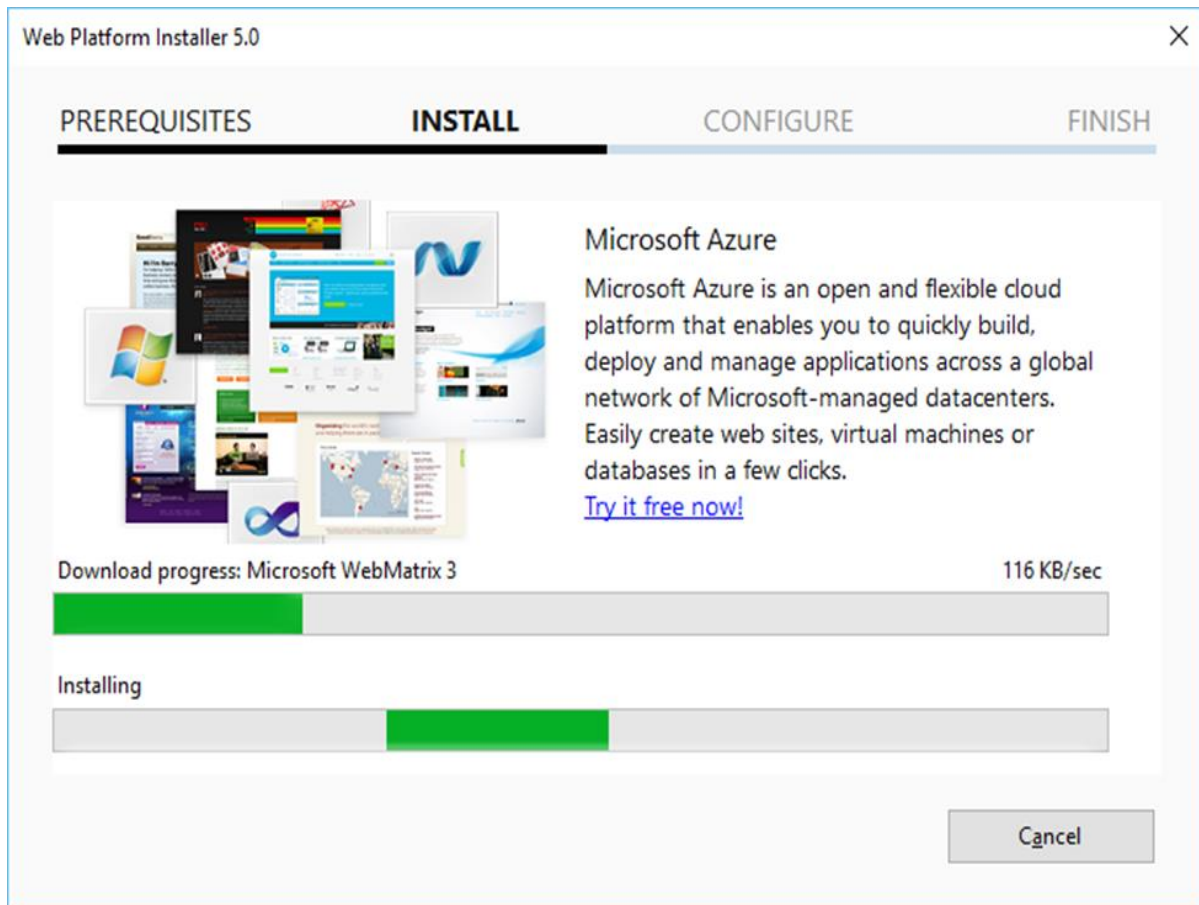 Web Platform Installer 5.0
PREREQUISITES INSTALL CONFIGURE FINISH
Microsoft Azure
Microsoft Azure is an open and flexible cloud
platform that enables you to quickly build,
deploy and manage applications across a global
network of Microsoft-managed datacenters.
Easily create web sites, virtual machines or
databases in a few clicks.
Try it free now!
Download progress: Microsoft WebMatrix 3 116 KB/sec
Installing
Cancel